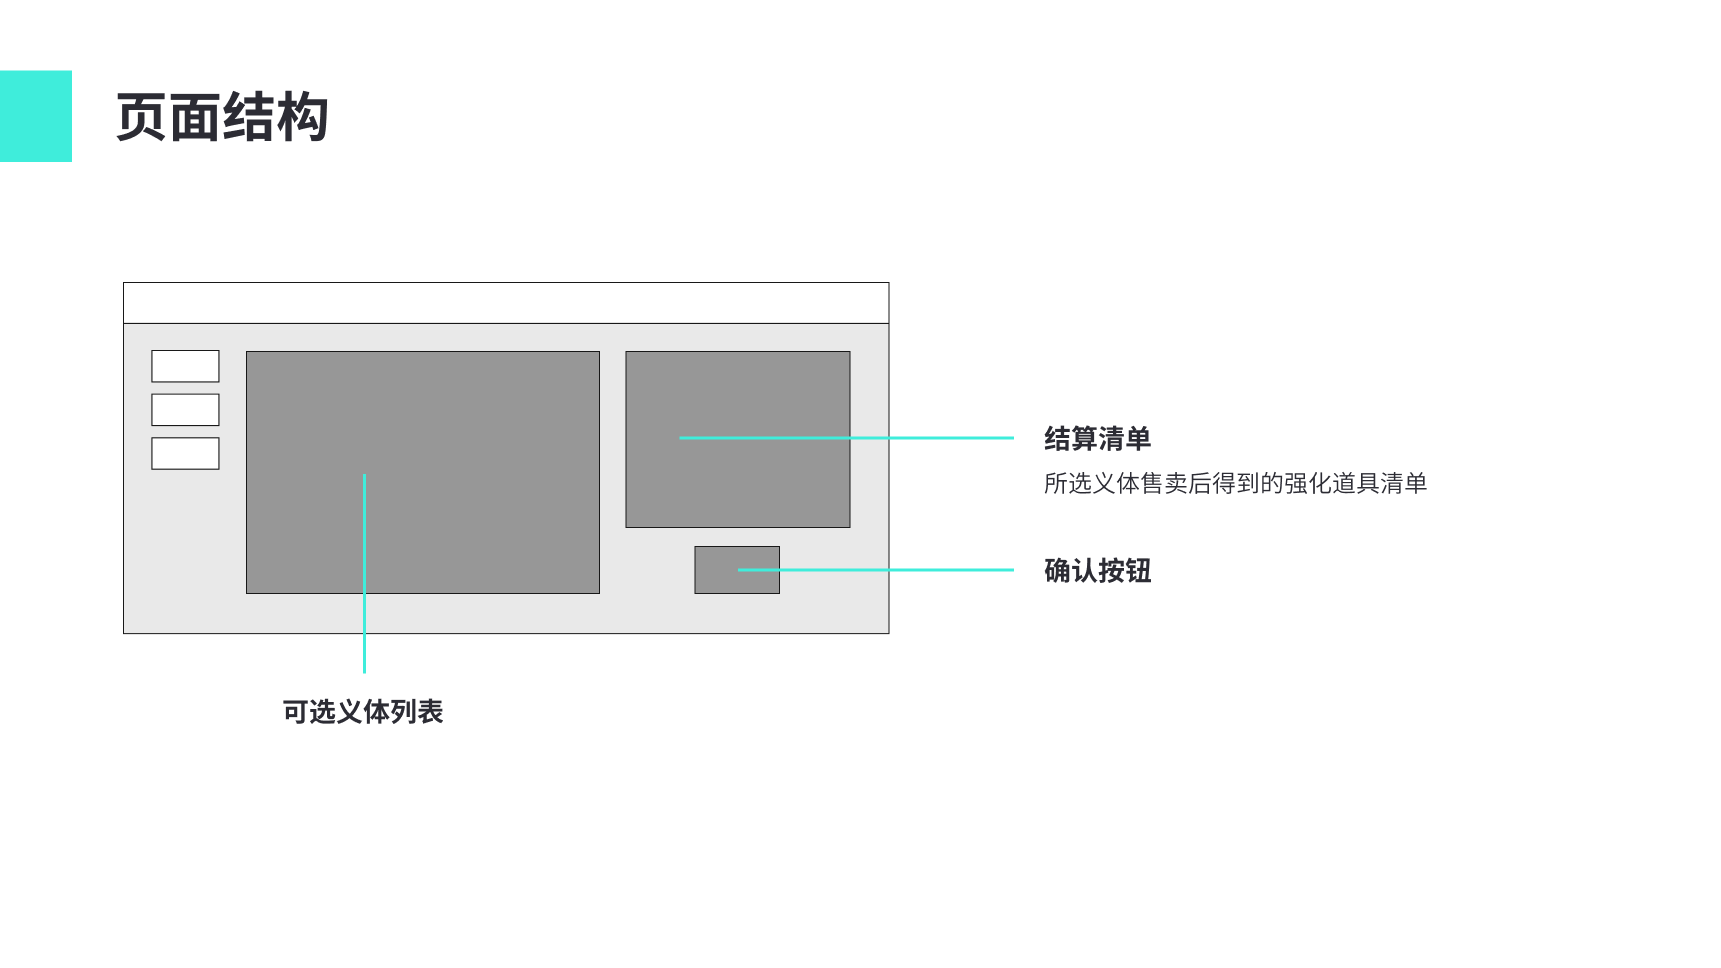 页面结构
结算清单
所选义体售卖后得到的强化道具清单
确认按钮
可选义体列表